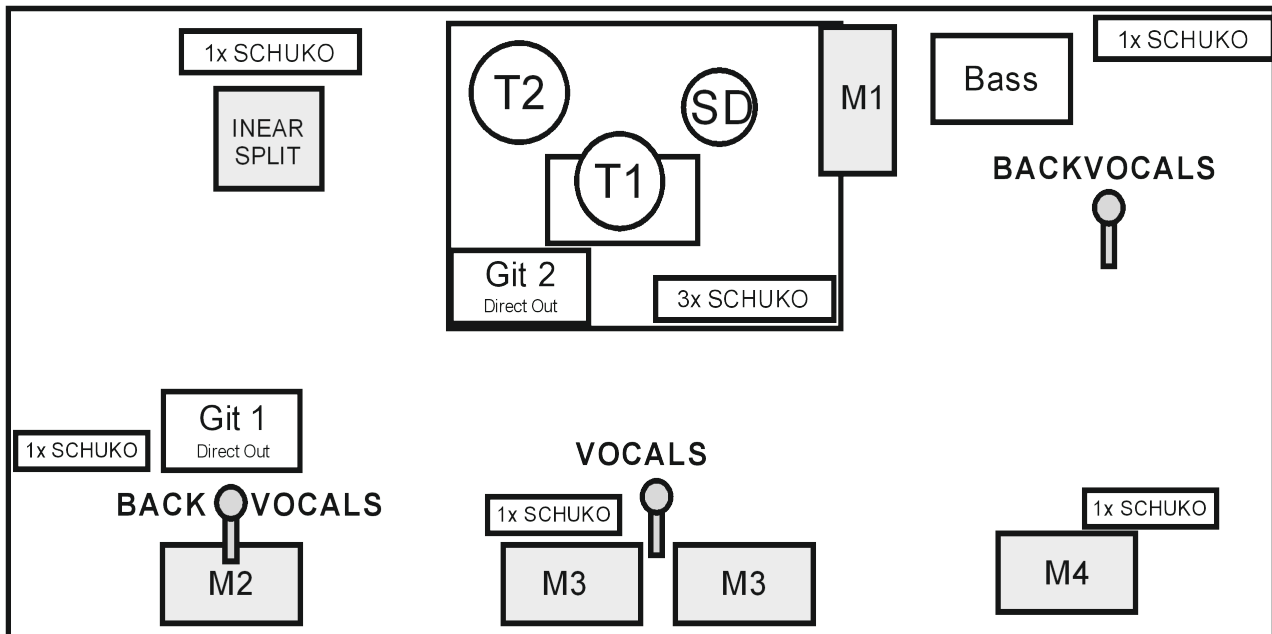 1x SCHUKO
1x SCHUKO
INEAR
SPLIT
T2
SD
M1
Bass
T1
BACKVOCALS
Git 2
Direct Out
3x SCHUKO
Git 1
Direct Out
1x SCHUKO
VOCALS
BACK VOCALS
1x SCHUKO
1x SCHUKO
M2
M3
M3
M4